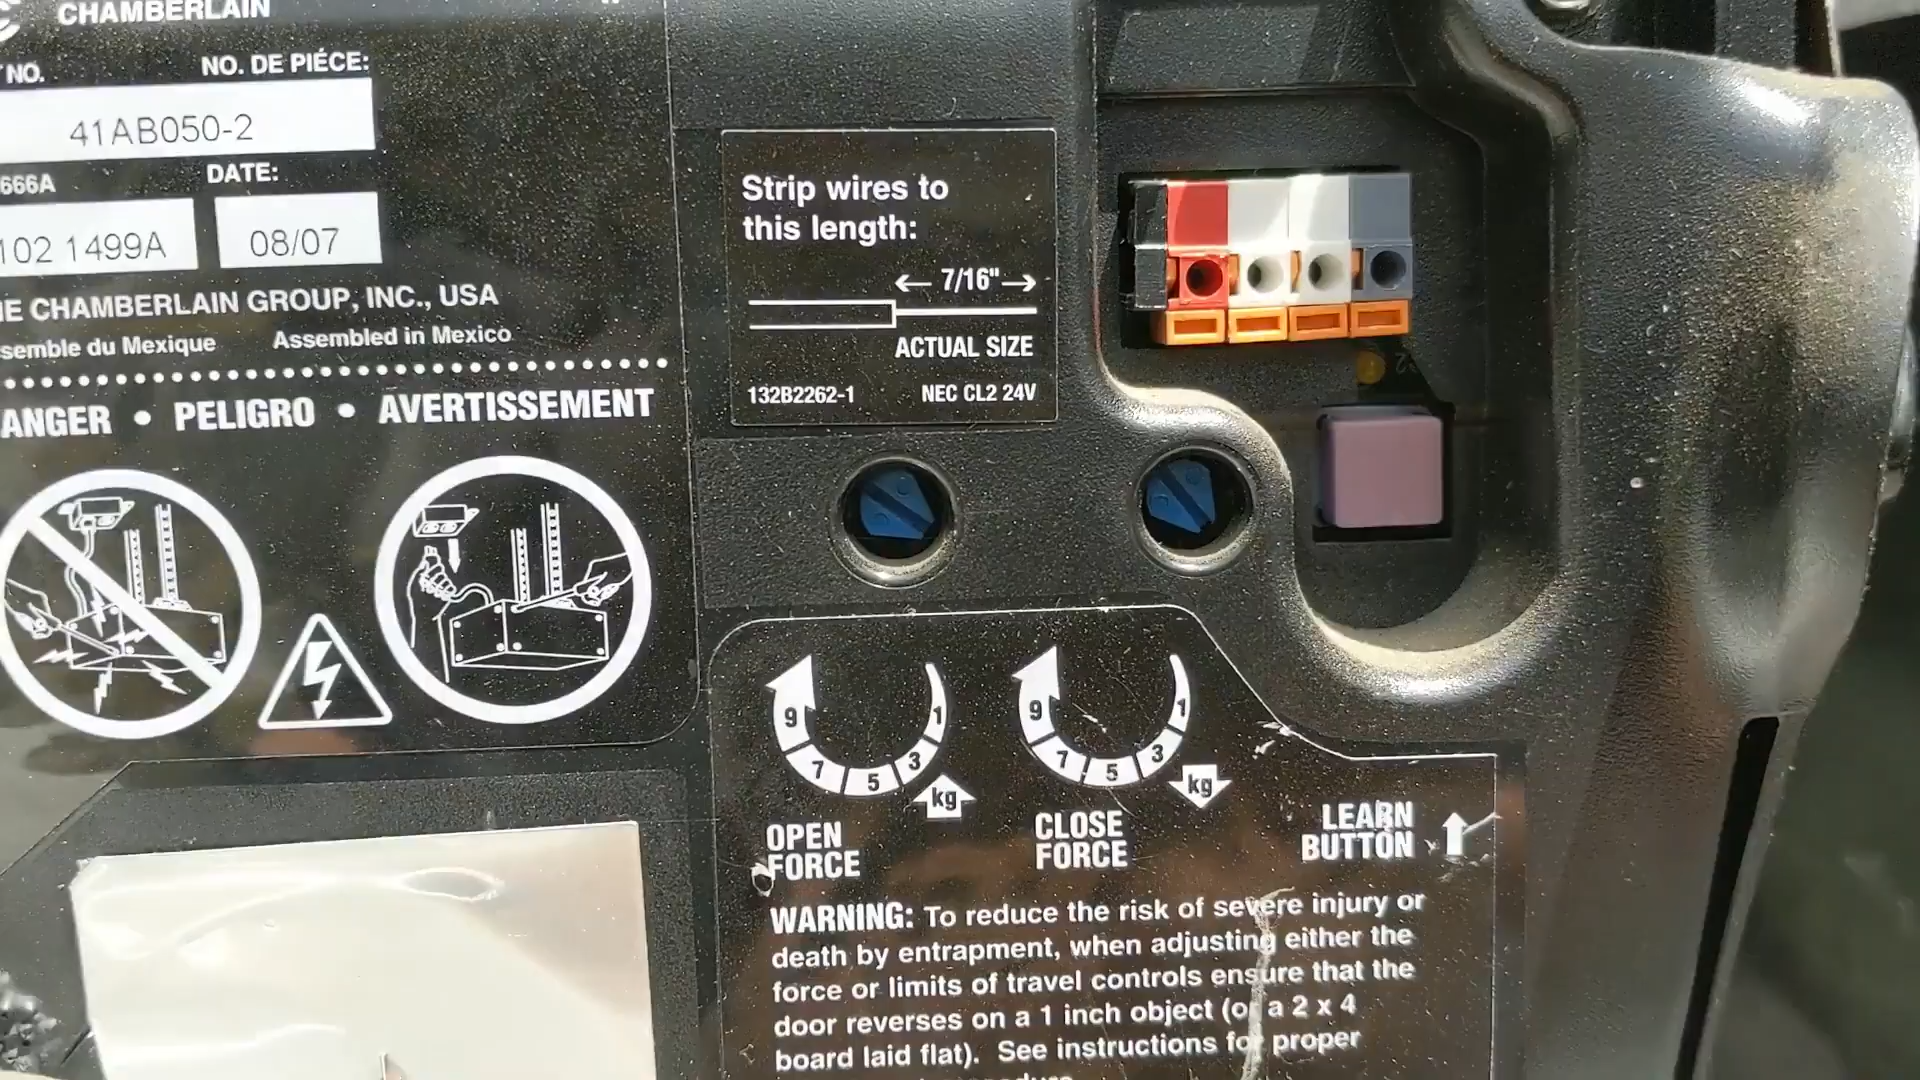 CHAMBERLAIN
NO.
NO. DE PIÉCE:
41AB050-2
666A
DATE:
102 1499A
08/07
CHAMBERLAIN GROUP, INC., USA
semble du Mexique
Assembled in Mexico
ANGER • PELIGRO • AVERTISSEMENT
Strip wires to
this length:
7/16"
ACTUAL SIZE
132B2262-1
NEC CL2 24V
9
7
5
3
1
kg
OPEN
FORCE
9
7
5
3
1
kg
CLOSE
FORCE
LEARN
BUTTON
WARNING: To reduce the risk of severe injury or
death by entrapment, when adjusting either the
force or limits of travel controls ensure that the
door reverses on a 1 inch object (or a 2 x 4
board laid flat). See instructions for proper